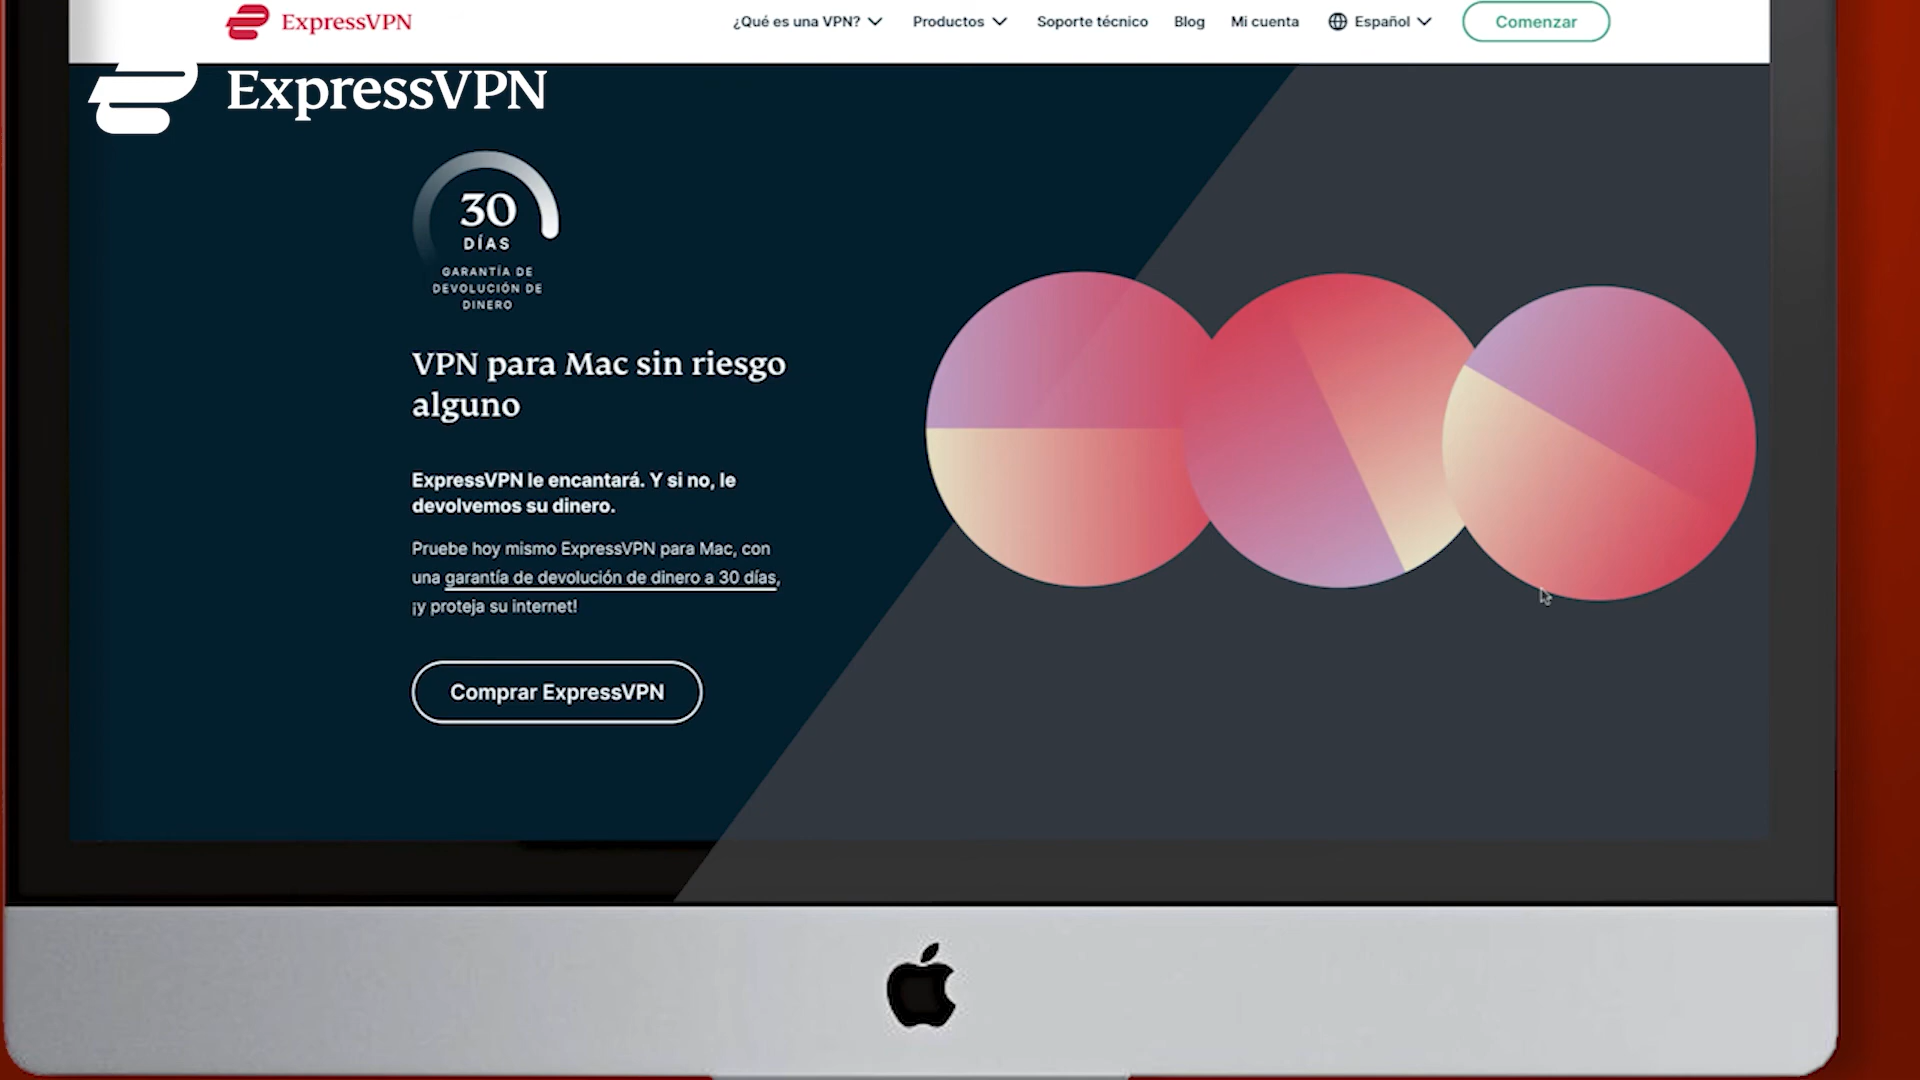 ExpressVPN
¿Qué es una VPN?
Productos
Soporte técnico
Blog
Mi cuenta
Español
Comenzar
ExpressVPN
30
DÍAS
GARANTÍA DE
DEVOLUCIÓN DE
DINERO
VPN para Mac sin riesgo
alguno
ExpressVPN le encantará. Y si no, le
devolvemos su dinero.
Pruebe hoy mismo ExpressVPN para Mac, con
una garantía de devolución de dinero a 30 días,
¡y proteja su internet!
Comprar ExpressVPN